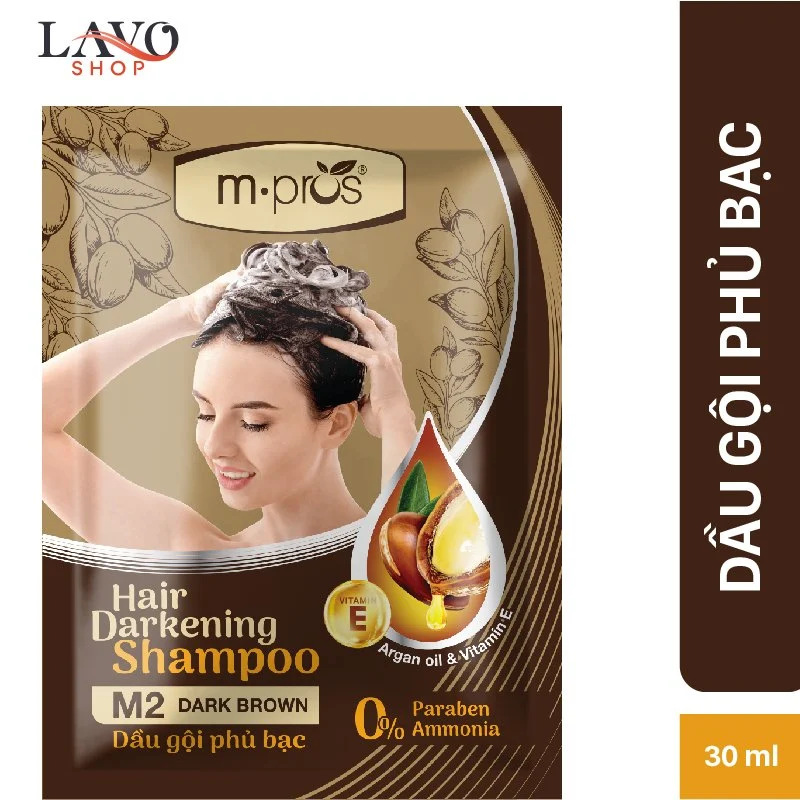 LAVO
SHOP
m•pros®
VITAMIN
E
Argan oil & Vitamin E
Hair
Darkening
Shampoo
M2 DARK BROWN
Dầu gội phủ bạc
0% Paraben
Ammonia
DẦU GỘI PHỦ BẠC
30 ml